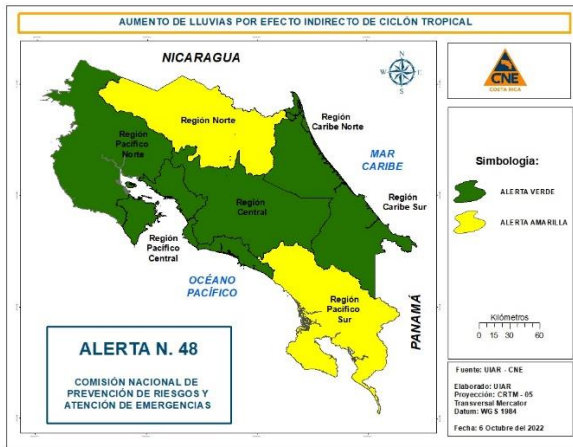 AUMENTO DE LLUVIAS POR EFECTO INDIRECTO DE CICLÓN TROPICAL
NICARAGUA
N
W
E
S
CNE
COSTA RICA
Región Norte
Región
Caribe Norte
Región
Pacífico
Norte
MAR
CARIBE
Región
Central
Región
Caribe Sur
Región
Pacífico
Central
OCÉANO
PACÍFICO
Región
Pacífico
Sur
PANAMÁ
Simbología:
ALERTA VERDE
ALERTA AMARILLA
Kilómetros
0 15 30 60
ALERTA N. 48
COMISIÓN NACIONAL DE
PREVENCIÓN DE RIESGOS Y
ATENCIÓN DE EMERGENCIAS
Fuente: UIAR - CNE
Elaborado: UIAR
Proyección: CRTM - 05
Transversal Mercator
Datum: WGS 1984
Fecha: 6 Octubre del 2022